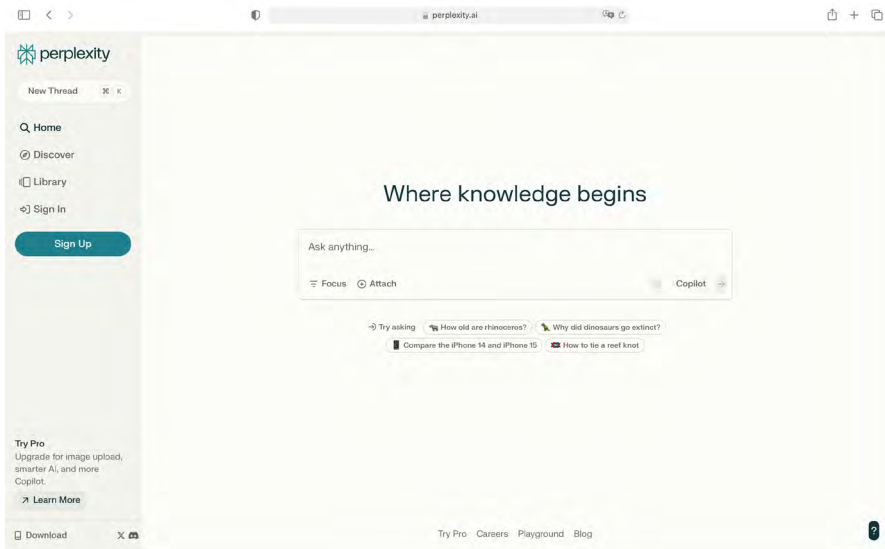 perplexity.ai
perplexity
New Thread ⌘ K
Home
Discover
Library
Sign In
Sign Up
Where knowledge begins
Ask anything...
Focus Attach Copilot
Try asking How old are rhinoceros? Why did dinosaurs go extinct?
Compare the iPhone 14 and iPhone 15 How to tie a reef knot
Try Pro
Upgrade for image upload,
smarter AI, and more
Copilot.
Learn More
Download X
Try Pro Careers Playground Blog
?